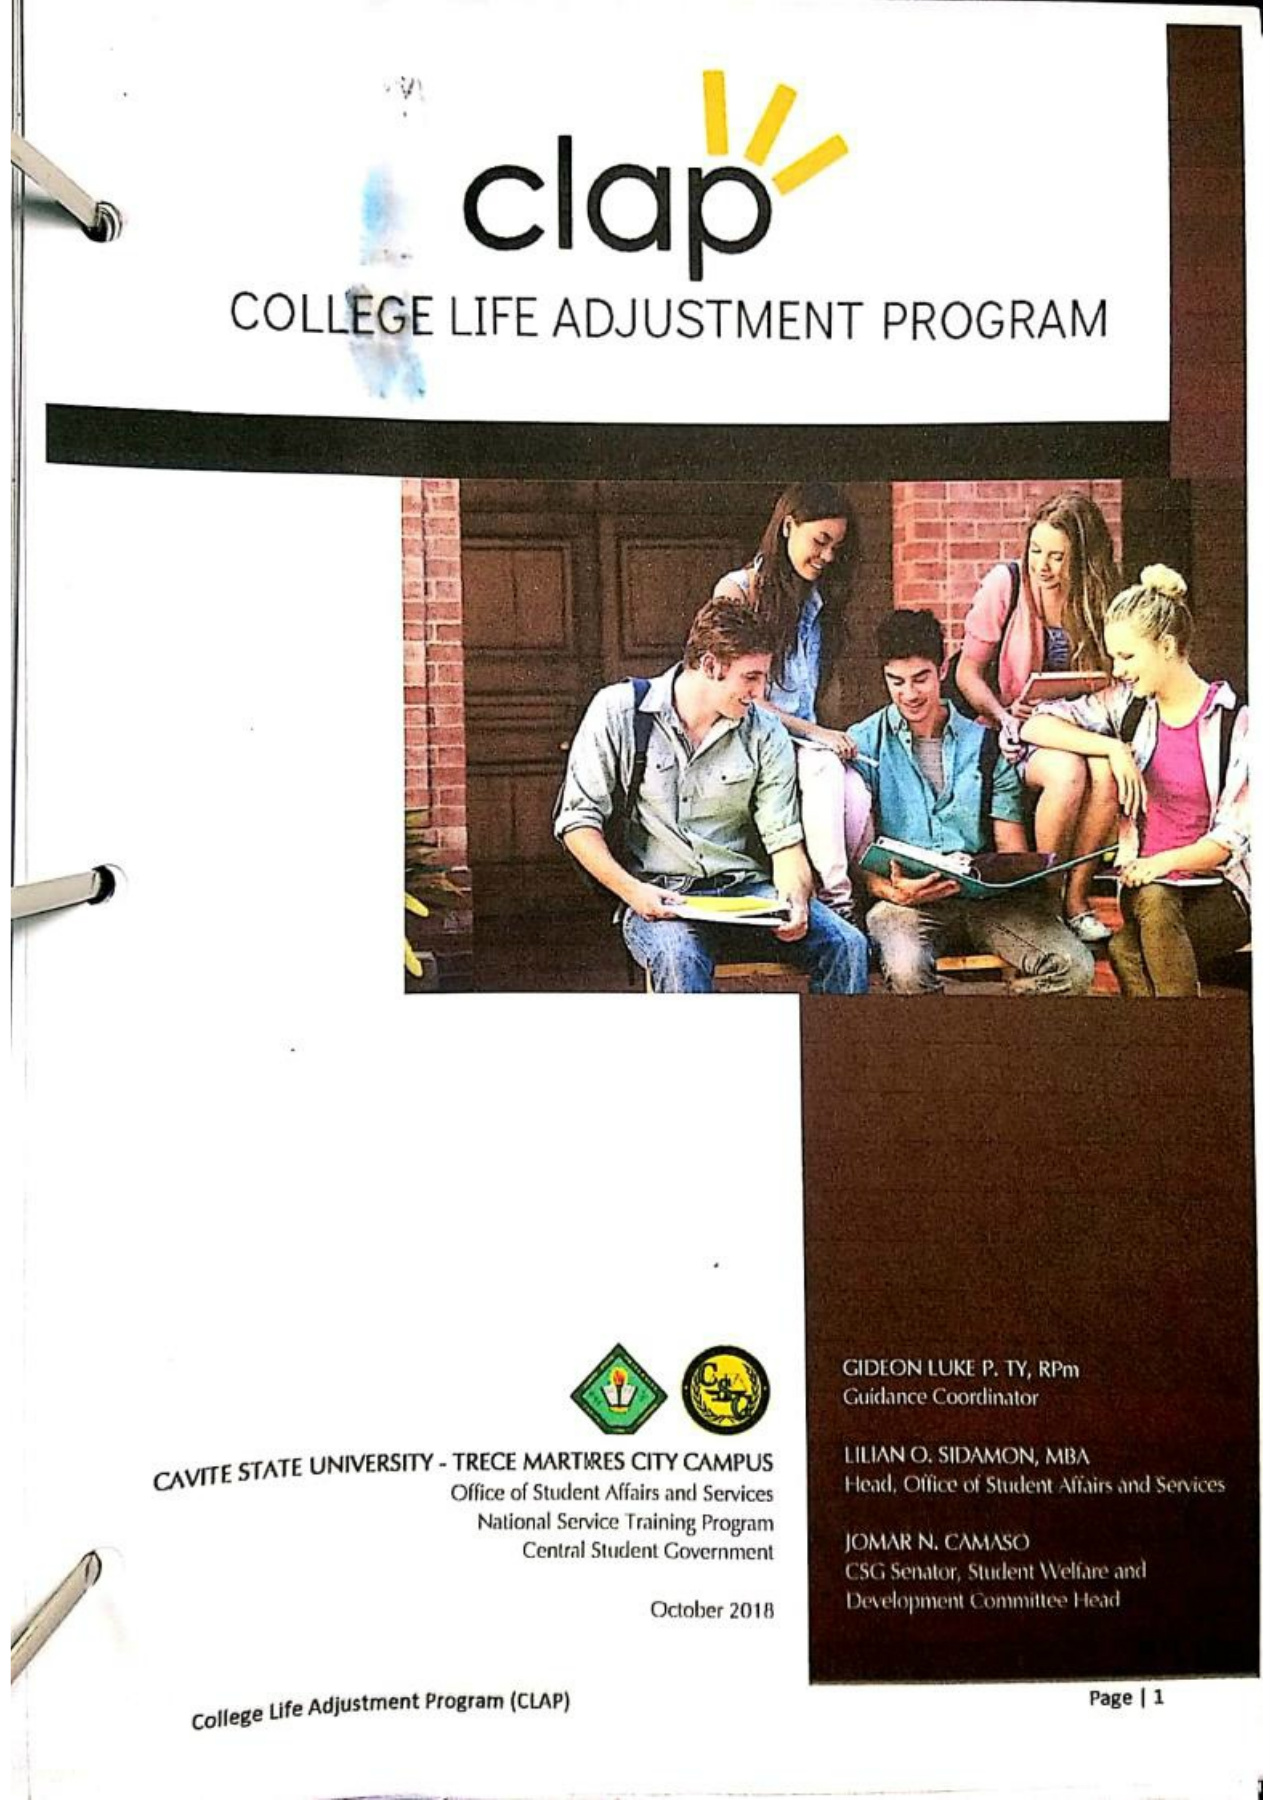 clap
COLLEGE LIFE ADJUSTMENT PROGRAM
CSG
CAVITE STATE UNIVERSITY - TRECE MARTIRES CITY CAMPUS
Office of Student Affairs and Services
National Service Training Program
Central Student Government
October 2018
GIDEON LUKE P. TY, RPm
Guidance Coordinator
LILIAN O. SIDAMON, MBA
Head, Office of Student Affairs and Services
JOMAR N. CAMASO
CSG Senator, Student Welfare and
Development Committee Head
College Life Adjustment Program (CLAP)
Page | 1